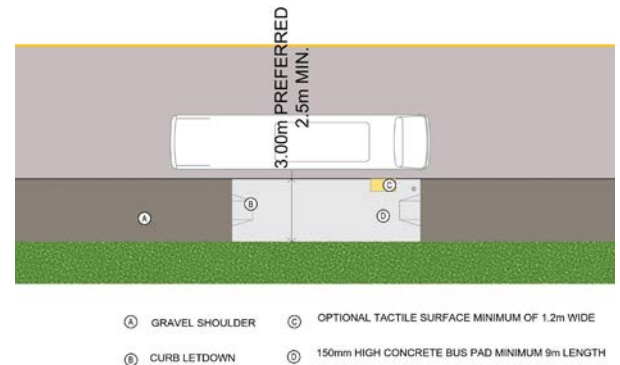 3.00m PREFERRED
2.5m MIN.
C
B
A
D
A GRAVEL SHOULDER
C OPTIONAL TACTILE SURFACE MINIMUM OF 1.2m WIDE
B CURB LETDOWN
D 150mm HIGH CONCRETE BUS PAD MINIMUM 9m LENGTH